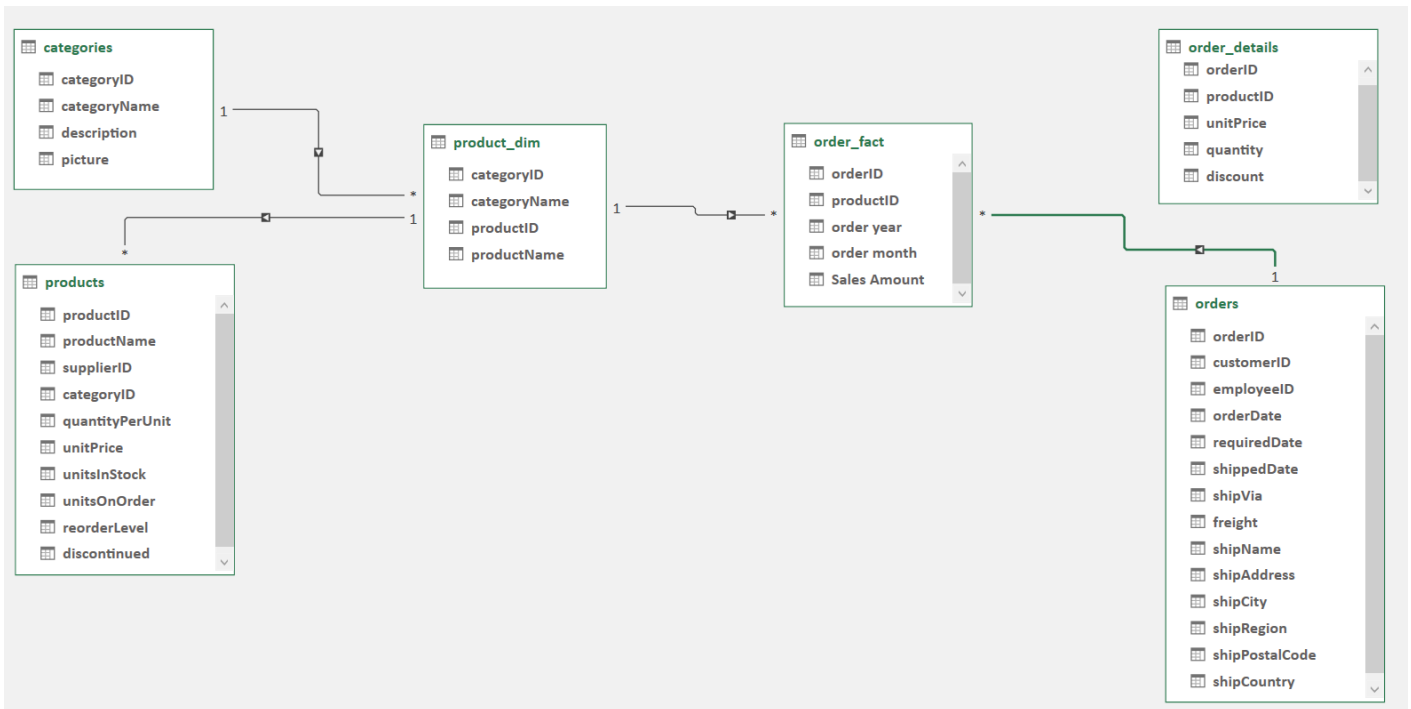 categories
categoryID
categoryName
description
picture
1
*
1
*
products
productID
productName
supplierID
categoryID
quantityPerUnit
unitPrice
unitsInStock
unitsOnOrder
reorderLevel
discontinued
product_dim
categoryID
categoryName
productID
productName
1
*
order_fact
orderID
productID
order year
order month
Sales Amount
*
1
order_details
orderID
productID
unitPrice
quantity
discount
orders
orderID
customerID
employeeID
orderDate
requiredDate
shippedDate
shipVia
freight
shipName
shipAddress
shipCity
shipRegion
shipPostalCode
shipCountry